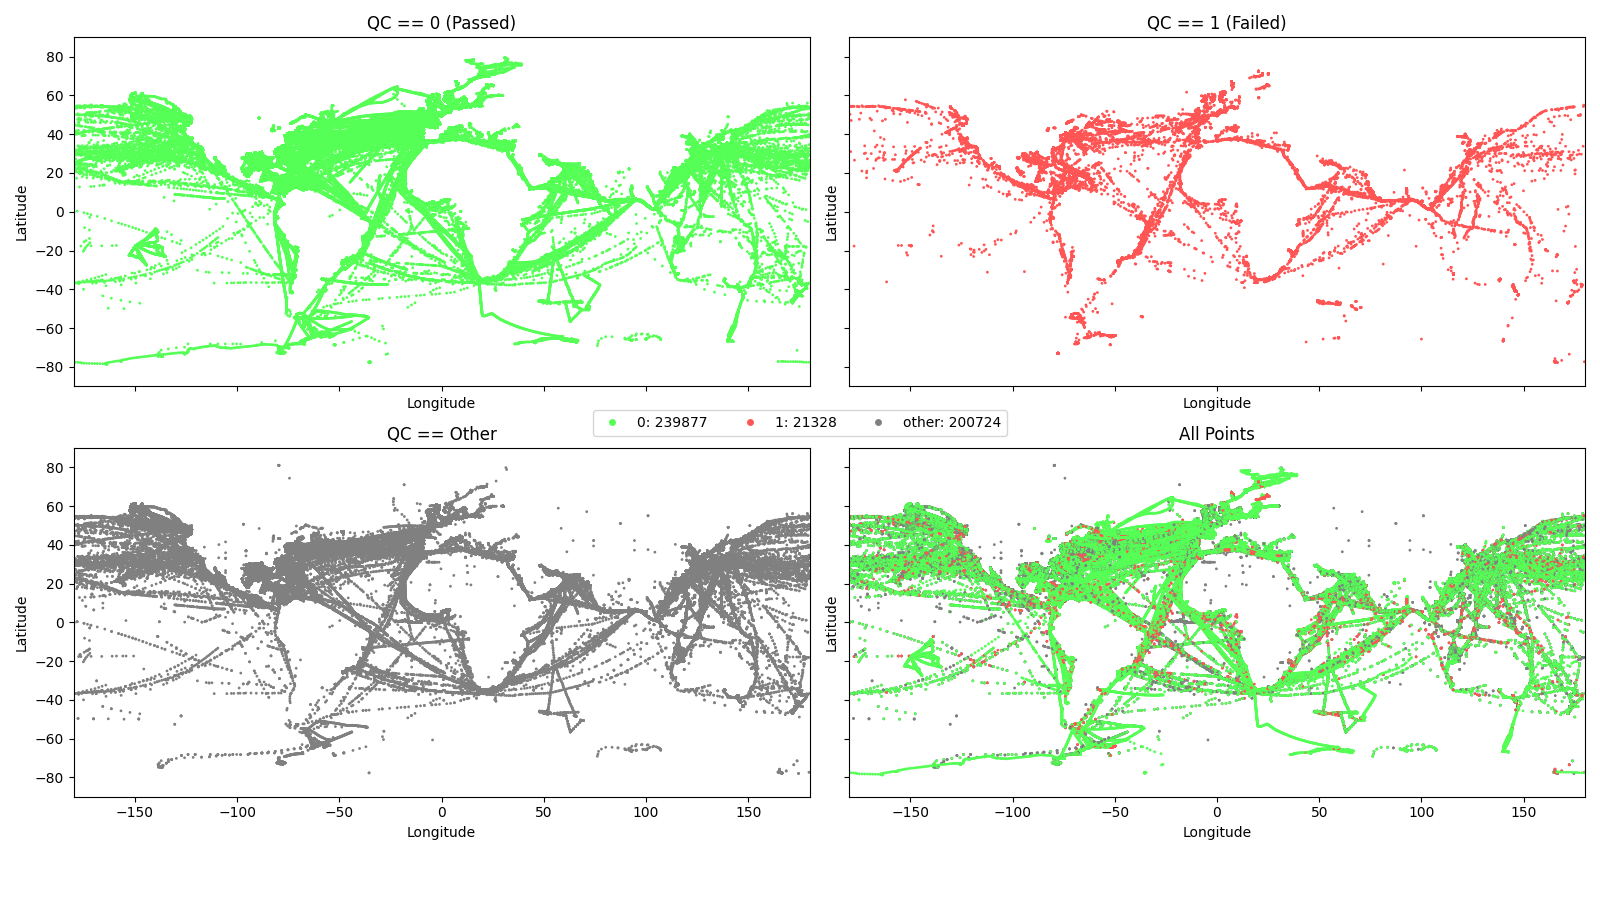 QC == 0 (Passed)
QC == 1 (Failed)
80
60
40
20
0
−20
−40
−60
−80
Latitude
Latitude
Longitude
Longitude
0: 239877 1: 21328 other: 200724
QC == Other
All Points
80
60
40
20
0
−20
−40
−60
−80
Latitude
Latitude
−150 −100 −50 0 50 100 150
−150 −100 −50 0 50 100 150
Longitude
Longitude